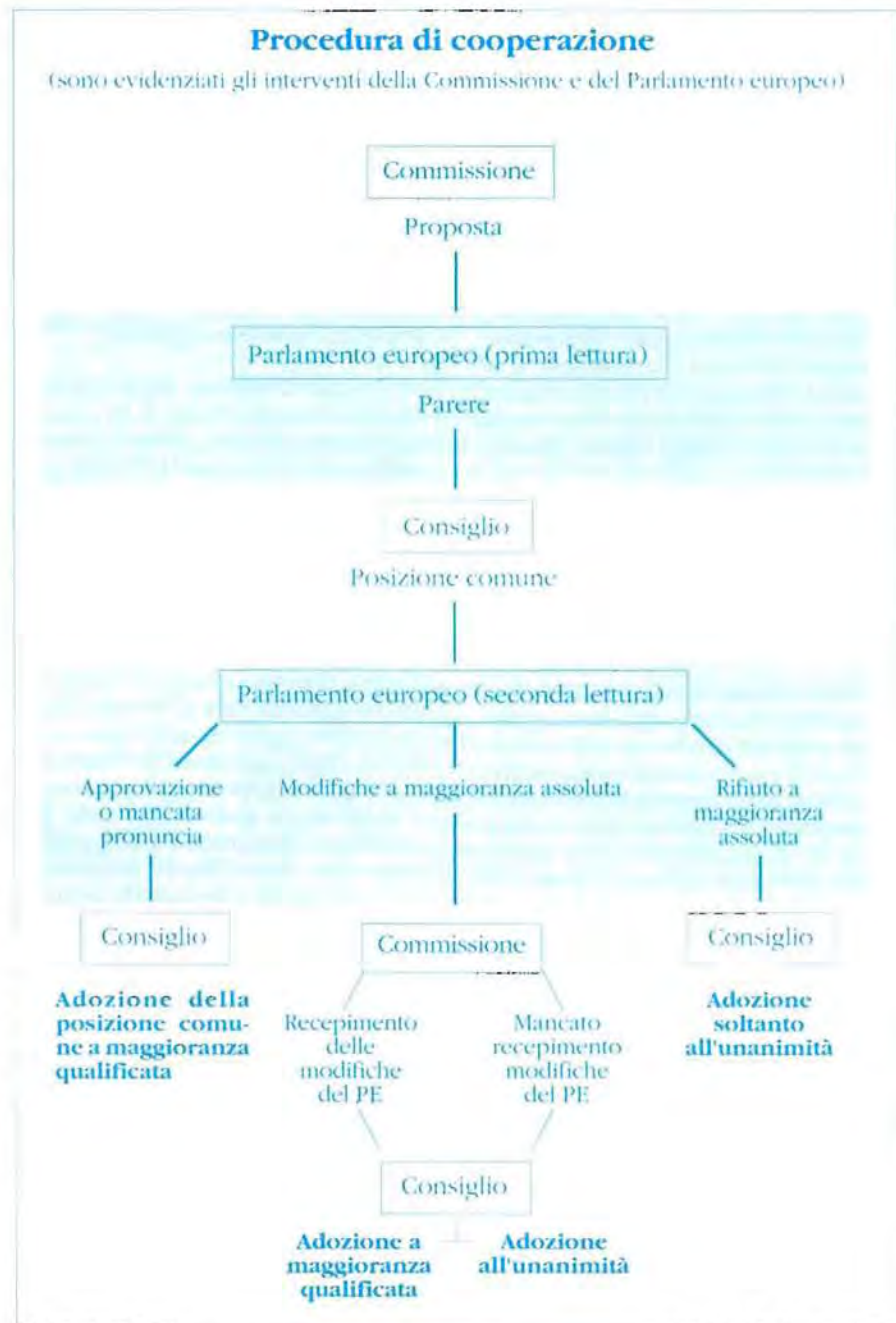 Procedura di cooperazione
(sono evidenziati gli interventi della Commissione e del Parlamento europeo)
Commissione
Proposta
Parlamento europeo (prima lettura)
Parere
Consiglio
Posizione comune
Parlamento europeo (seconda lettura)
Approvazione
o mancata
pronuncia
Modifiche a maggioranza assoluta
Rifiuto a
maggioranza
assoluta
Consiglio
Adozione della
posizione comu-
ne a maggioranza
qualificata
Commissione
Recepimento
delle
modifiche
del PE
Mancato
recepimento
modifiche
del PE
Consiglio
Adozione a
maggioranza
qualificata
Adozione
all'unanimità
Consiglio
Adozione
soltanto
all'unanimità